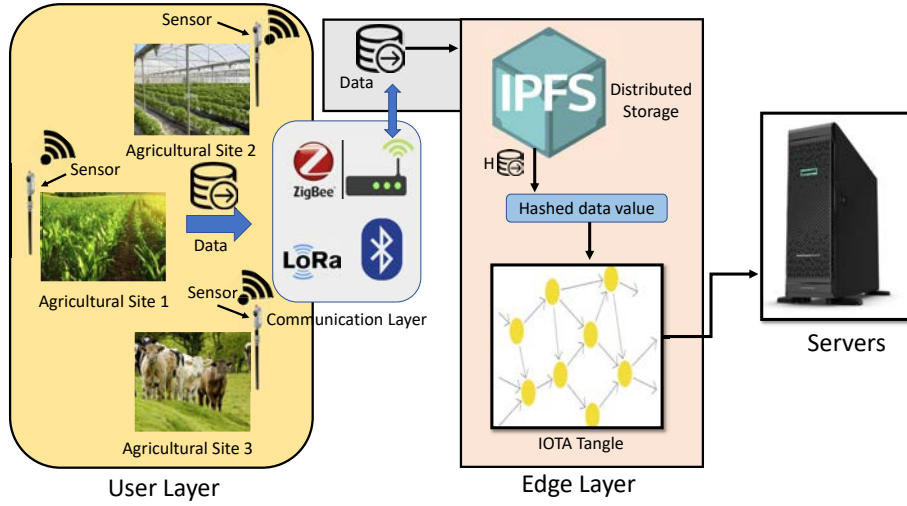 Sensor
Agricultural Site 2
Sensor
Data
Agricultural Site 1
Sensor
Agricultural Site 3
User Layer
Z
ZigBee
LoRa
Communication Layer
Data
IPFS
Distributed
Storage
H
Hashed data value
IOTA Tangle
Edge Layer
Servers